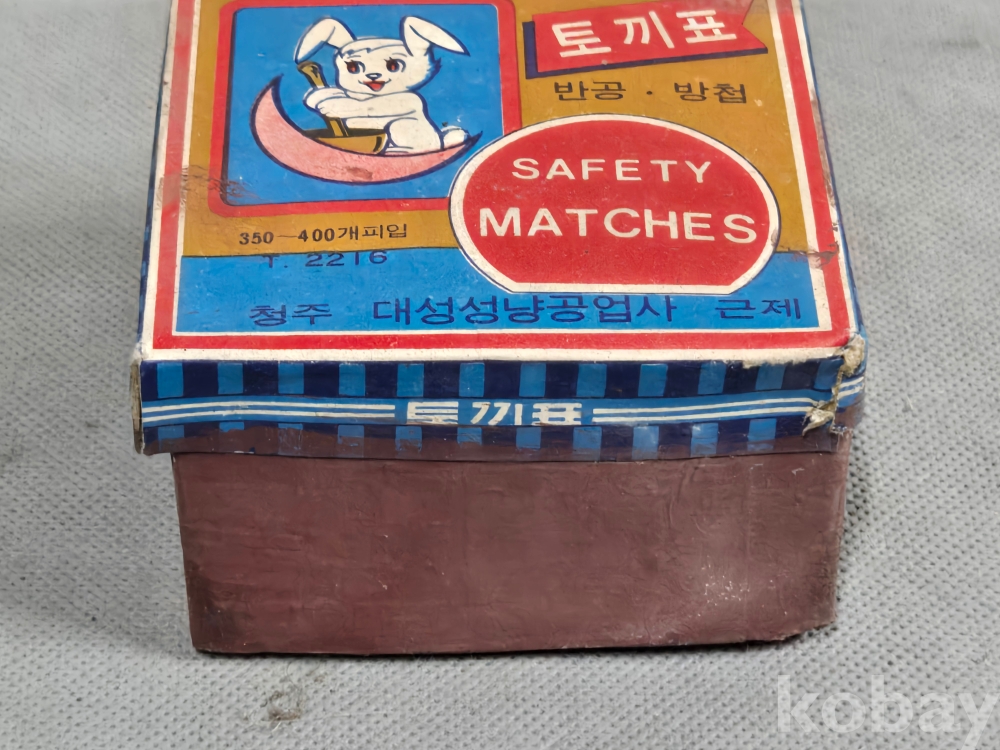 토끼표
반공 · 방첩
SAFETY
MATCHES
350-400개피입
T. 2216
청주 대성성냥공업사 근제
토끼표
kobay